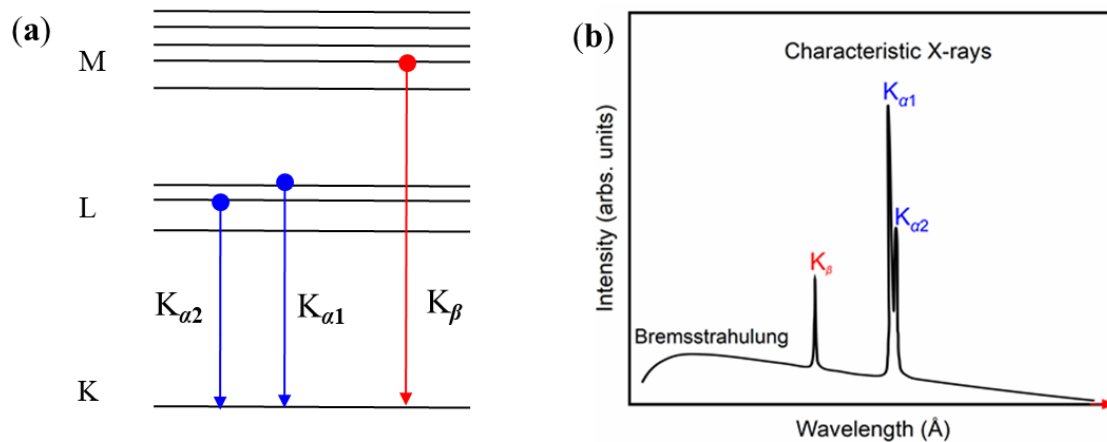 (a)
M
L
K
Kα2
Kα1
Kβ
(b)
Characteristic X-rays
Kα1
Kα2
Kβ
Bremsstrahulung
Intensity (arbs. units)
Wavelength (Å)